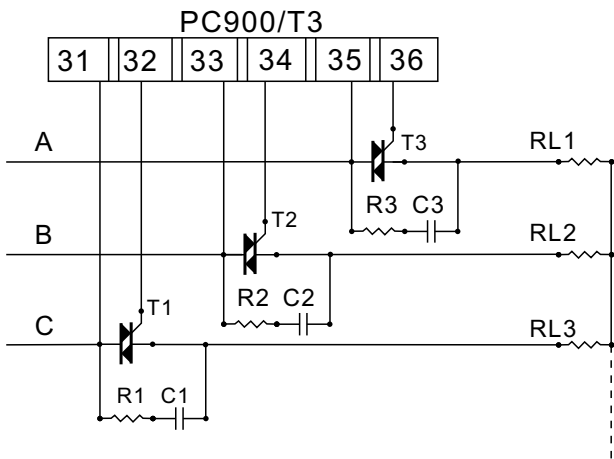 PC900/T3
31 32 33 34 35 36
A T3 RL1
R3 C3
B T2 RL2
R2 C2
C T1 RL3
R1 C1